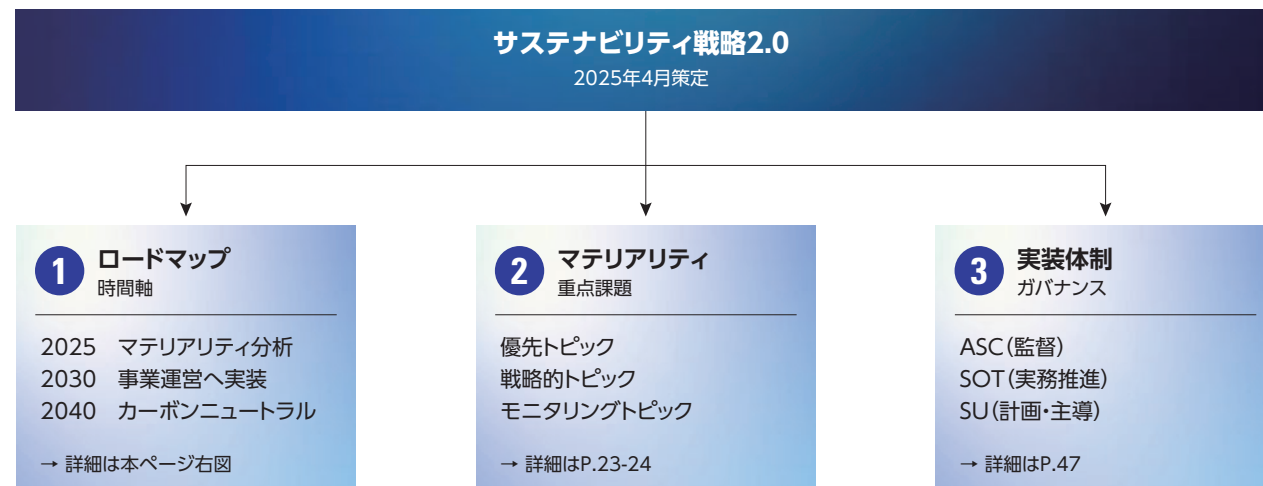 サステナビリティ戦略2.0
2025年4月策定
1 ロードマップ
時間軸
2025 マテリアリティ分析
2030 事業運営へ実装
2040 カーボンニュートラル
→ 詳細は本ページ右図
2 マテリアリティ
重点課題
優先トピック
戦略的トピック
モニタリングトピック
→ 詳細はP.23-24
3 実装体制
ガバナンス
ASC(監督)
SOT(実務推進)
SU(計画・主導)
→ 詳細はP.47